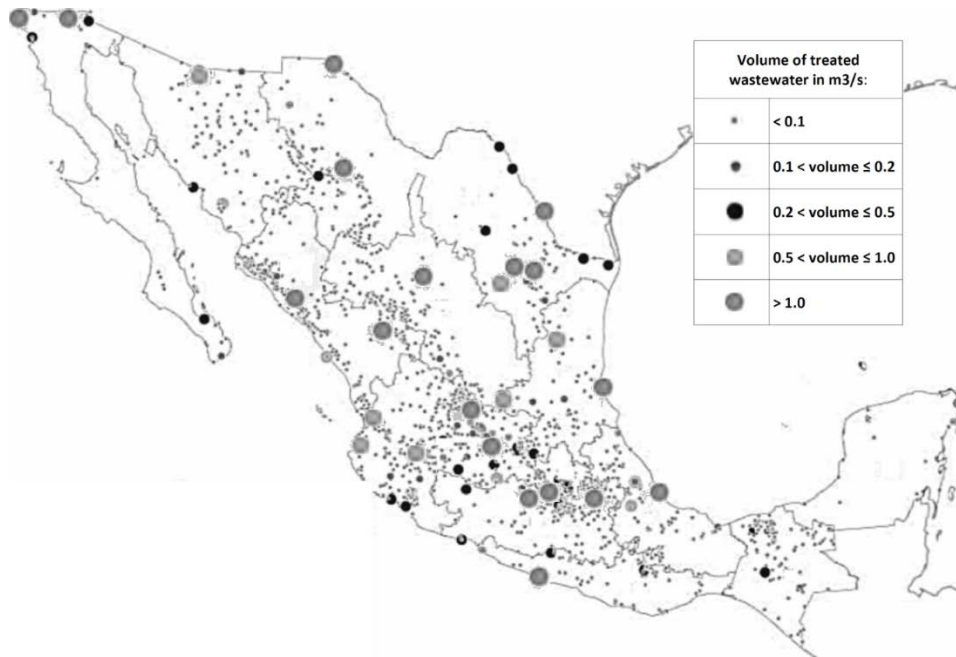 Volume of treated
wastewater in m3/s:
< 0.1
0.1 < volume ≤ 0.2
0.2 < volume ≤ 0.5
0.5 < volume ≤ 1.0
> 1.0